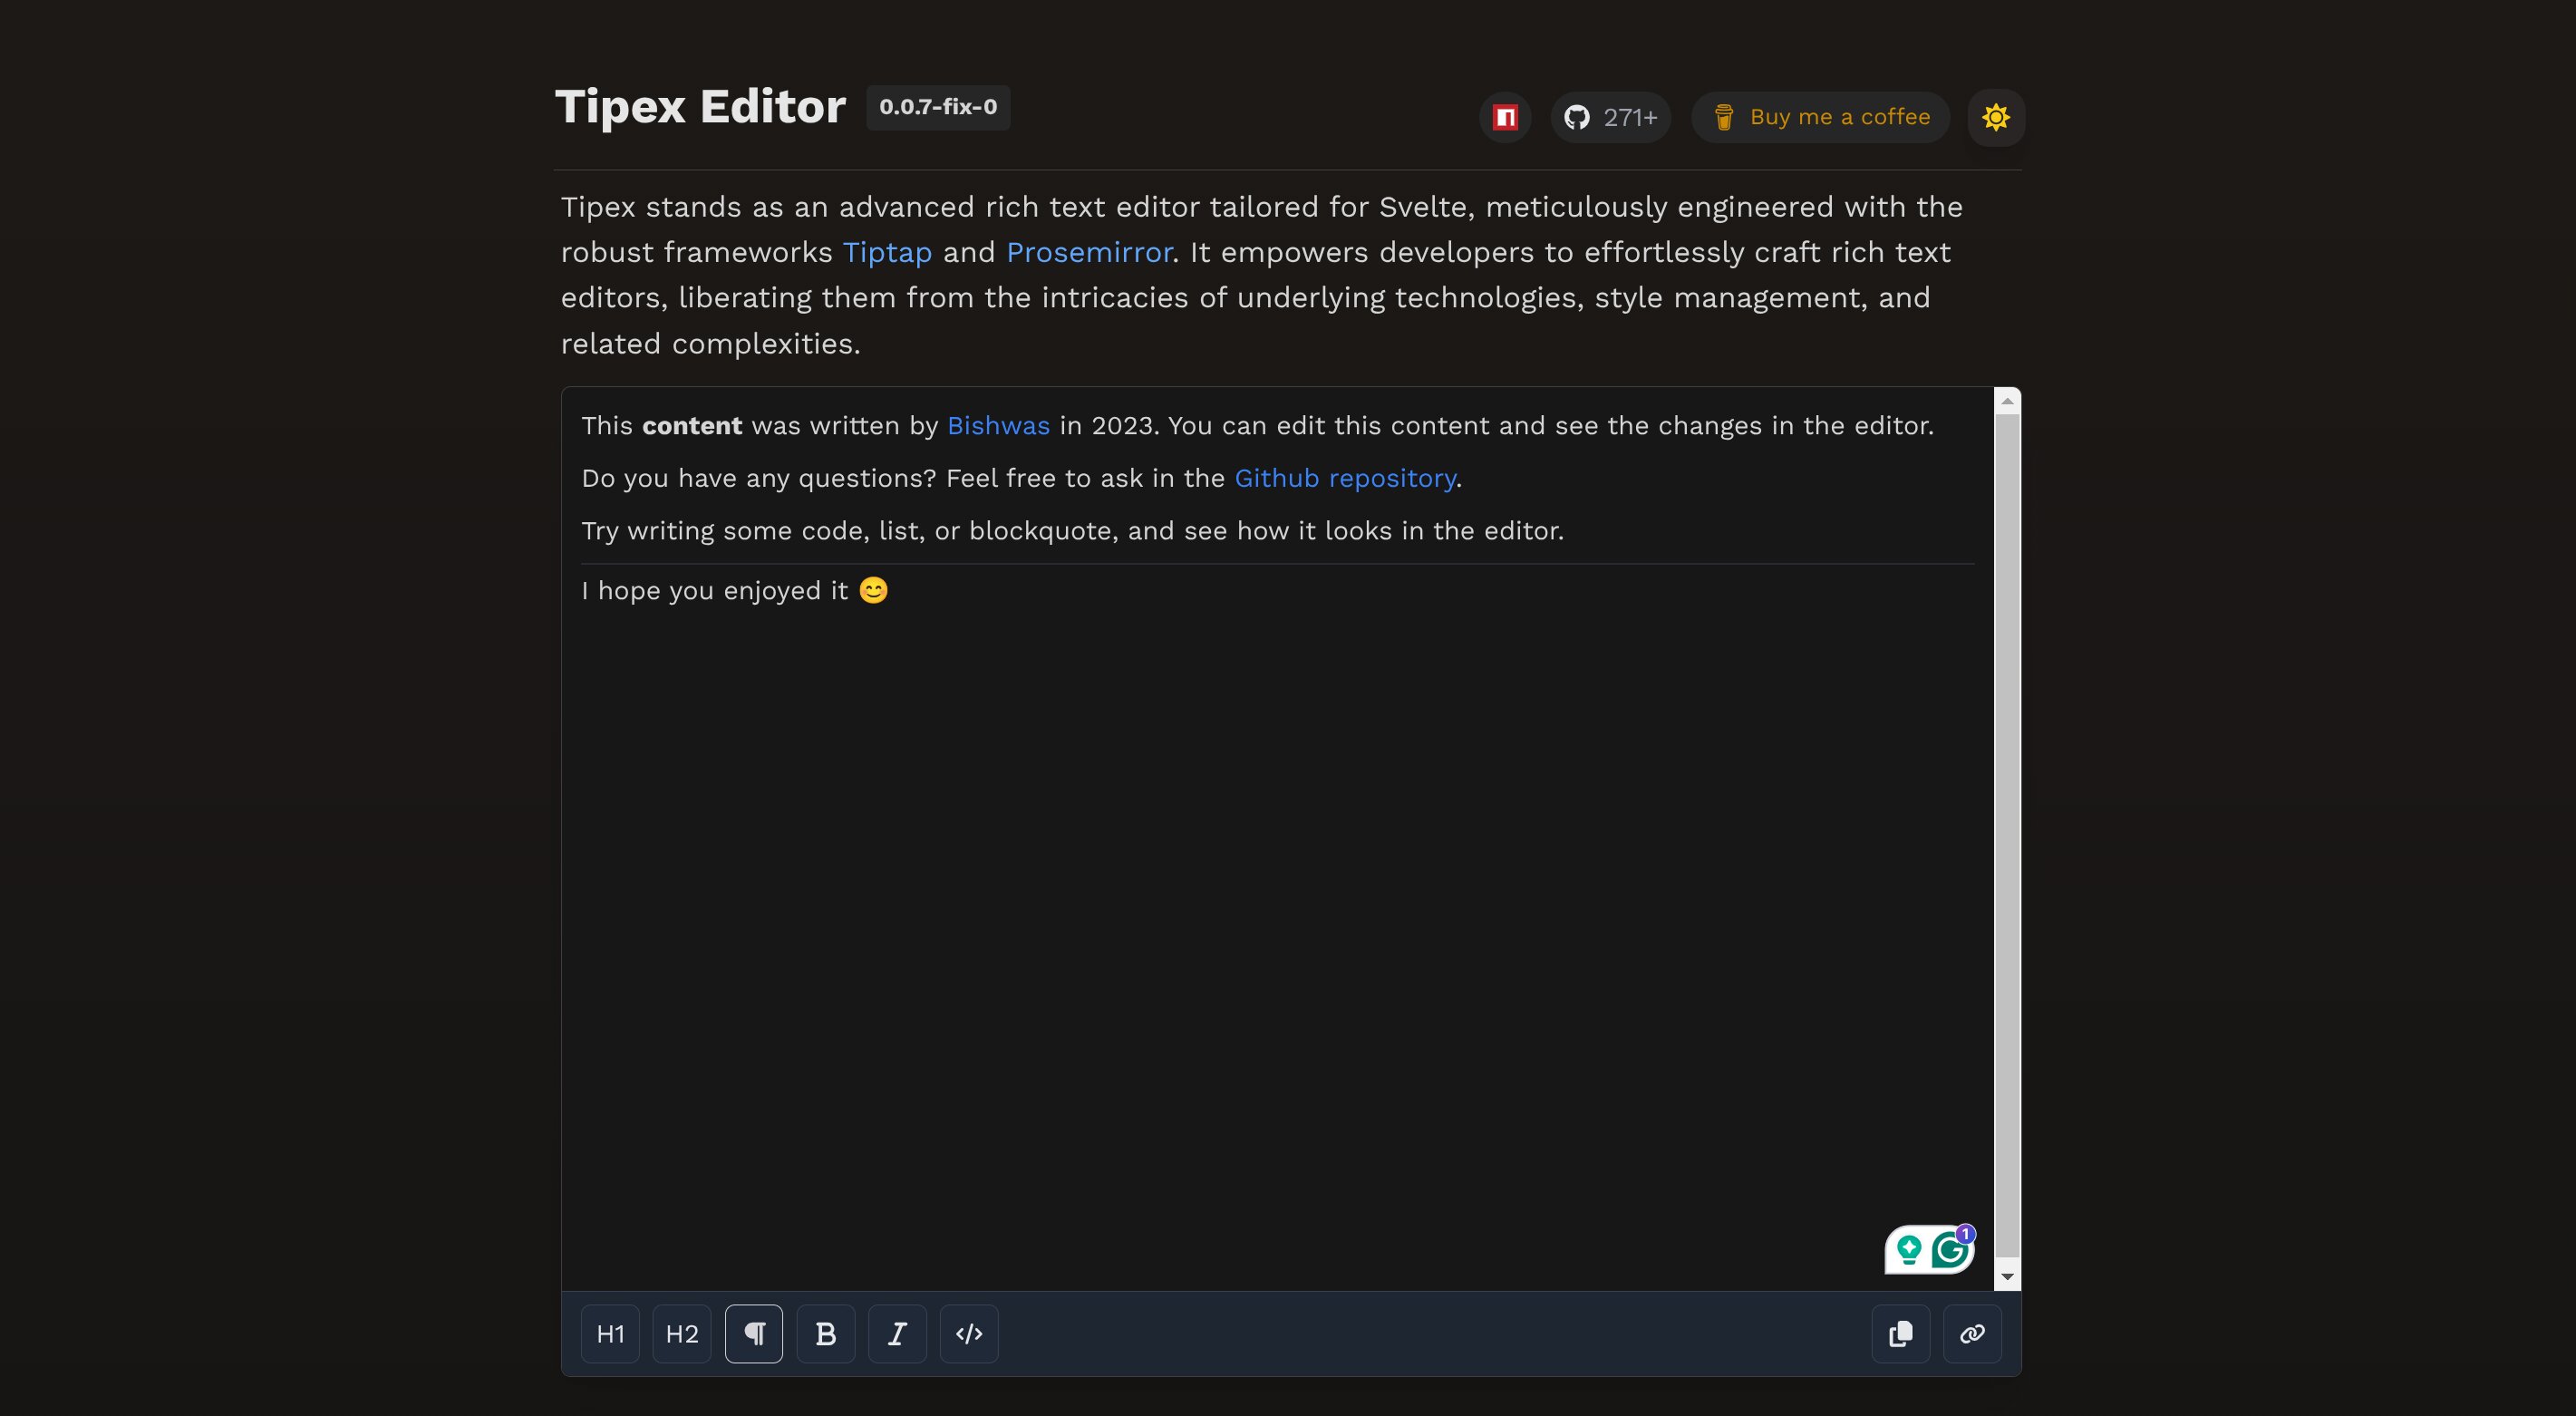 Tipex Editor 0.0.7-fix-0
271+ Buy me a coffee
Tipex stands as an advanced rich text editor tailored for Svelte, meticulously engineered with the
robust frameworks Tiptap and Prosemirror. It empowers developers to effortlessly craft rich text
editors, liberating them from the intricacies of underlying technologies, style management, and
related complexities.
This content was written by Bishwas in 2023. You can edit this content and see the changes in the editor.
Do you have any questions? Feel free to ask in the Github repository.
Try writing some code, list, or blockquote, and see how it looks in the editor.
I hope you enjoyed it 😊
1
H1 H2 ¶ B I </>